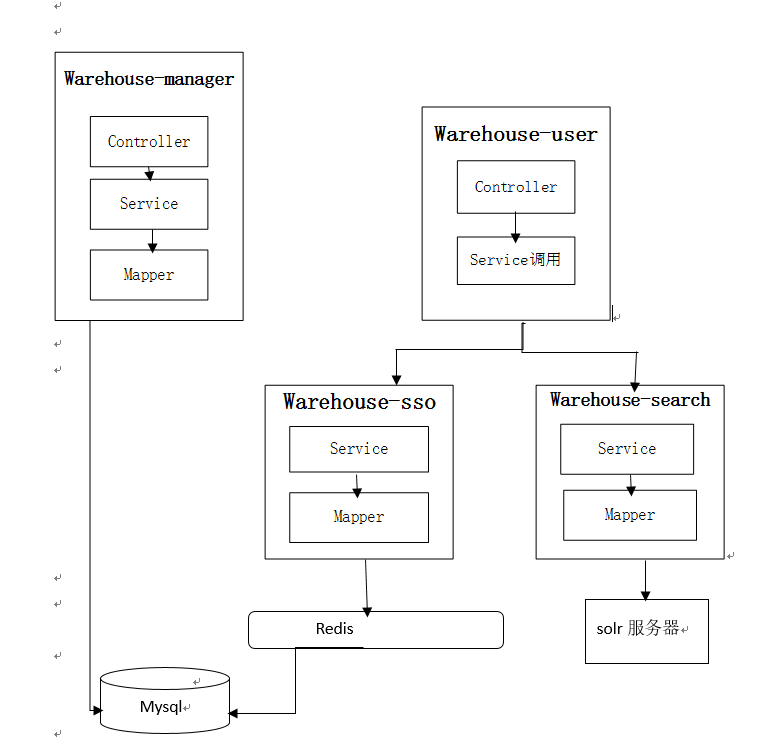 Warehouse-manager
Controller
Service
Mapper
Warehouse-user
Controller
Service调用
Warehouse-sso
Service
Mapper
Warehouse-search
Service
Mapper
Redis
solr 服务器
Mysql